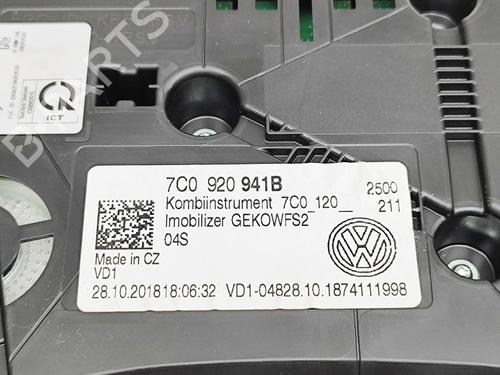 ICT
7C0 920 941B
Kombiinstrument 7C0_120__ 2500
Imobilizer GEKOWFS2 211
04S
Made in CZ
VD1
28.10.201818:06:32 VD1-04828.10.1874111998